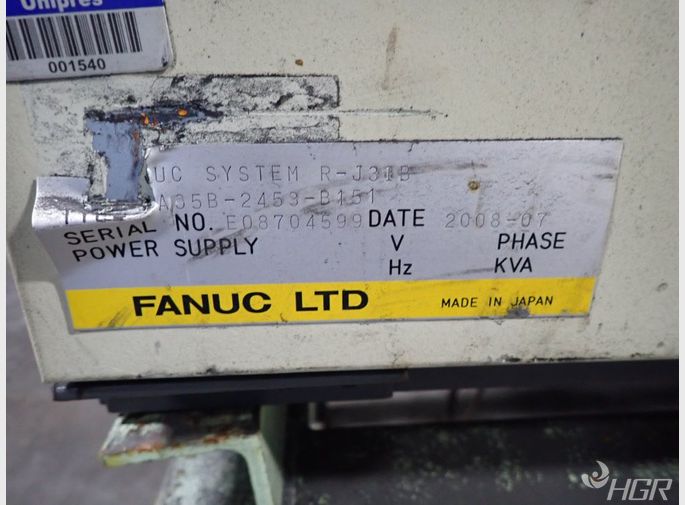 Unipres
001540
UC SYSTEM R-J3iB
A05B-2453-B151
SERIAL NO. E08704599 DATE 2008-07
POWER SUPPLY V PHASE
Hz KVA
FANUC LTD MADE IN JAPAN
HGR